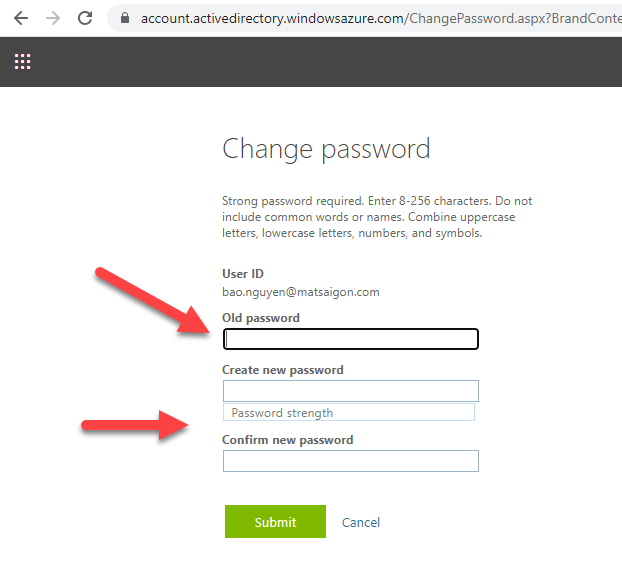 account.activedirectory.windowsazure.com/ChangePassword.aspx?BrandConte
Change password
Strong password required. Enter 8-256 characters. Do not
include common words or names. Combine uppercase
letters, lowercase letters, numbers, and symbols.
User ID
bao.nguyen@matsaigon.com
Old password
Create new password
Password strength
Confirm new password
Submit Cancel